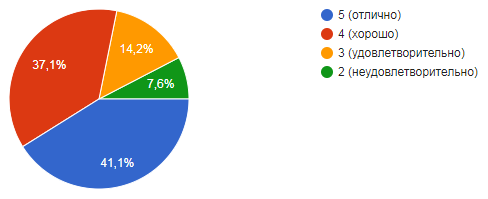 5 (отлично)
4 (хорошо)
3 (удовлетворительно)
2 (неудовлетворительно)
14,2%
37,1%
7,6%
41,1%